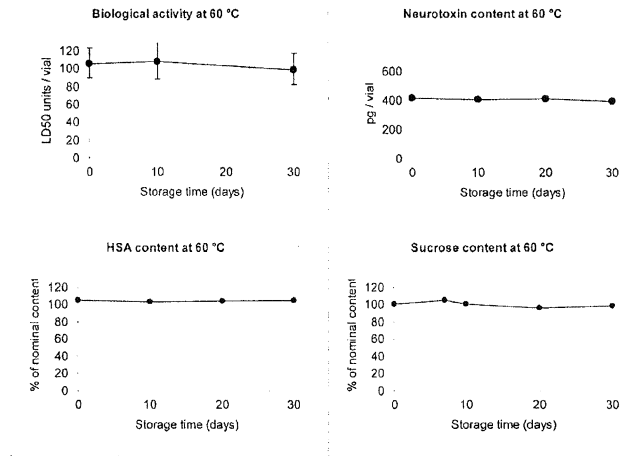 Biological activity at 60 °C
LD50 units / vial
120
100
80
60
40
20
0
0 10 20 30
Storage time (days)
Neurotoxin content at 60 °C
pg / vial
600
400
200
0
0 10 20 30
Storage time (days)
HSA content at 60 °C
% of nominal content
120
100
80
60
40
20
0
0 10 20 30
Storage time (days)
Sucrose content at 60 °C
% of nominal content
120
100
80
60
40
20
0
0 10 20 30
Storage time (days)